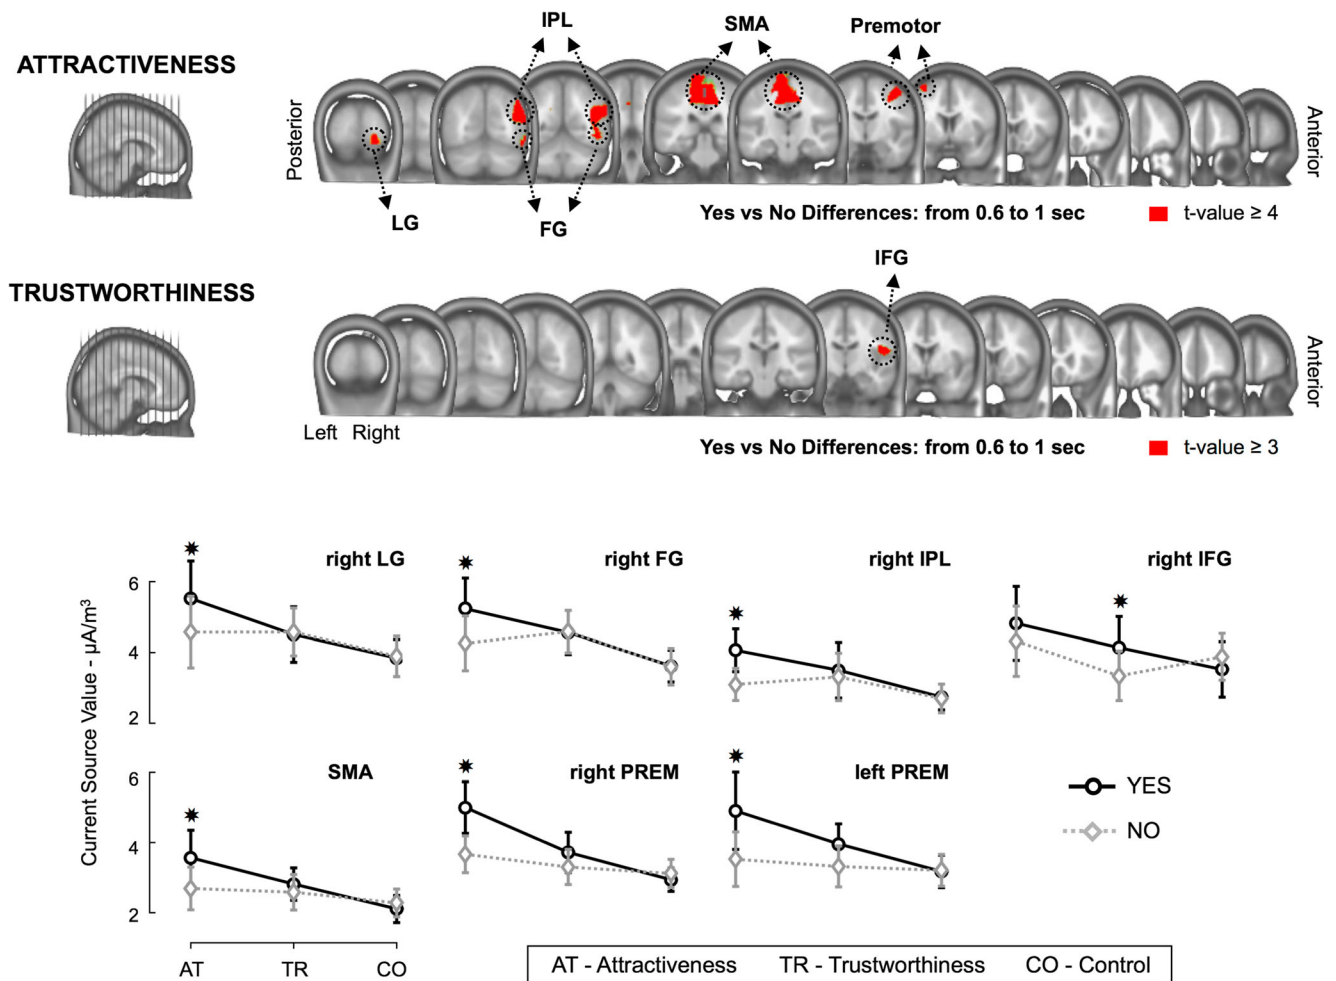 IPL
SMA
Premotor
ATTRACTIVENESS
Posterior
Anterior
LG
FG
Yes vs No Differences: from 0.6 to 1 sec
t-value ≥ 4
IFG
TRUSTWORTHINESS
Anterior
Left Right
Yes vs No Differences: from 0.6 to 1 sec
t-value ≥ 3
Current Source Value - µA/m³
right LG
right FG
right IPL
right IFG
6
4
2
SMA
right PREM
left PREM
6
4
2
YES
NO
AT TR CO
AT - Attractiveness TR - Trustworthiness CO - Control